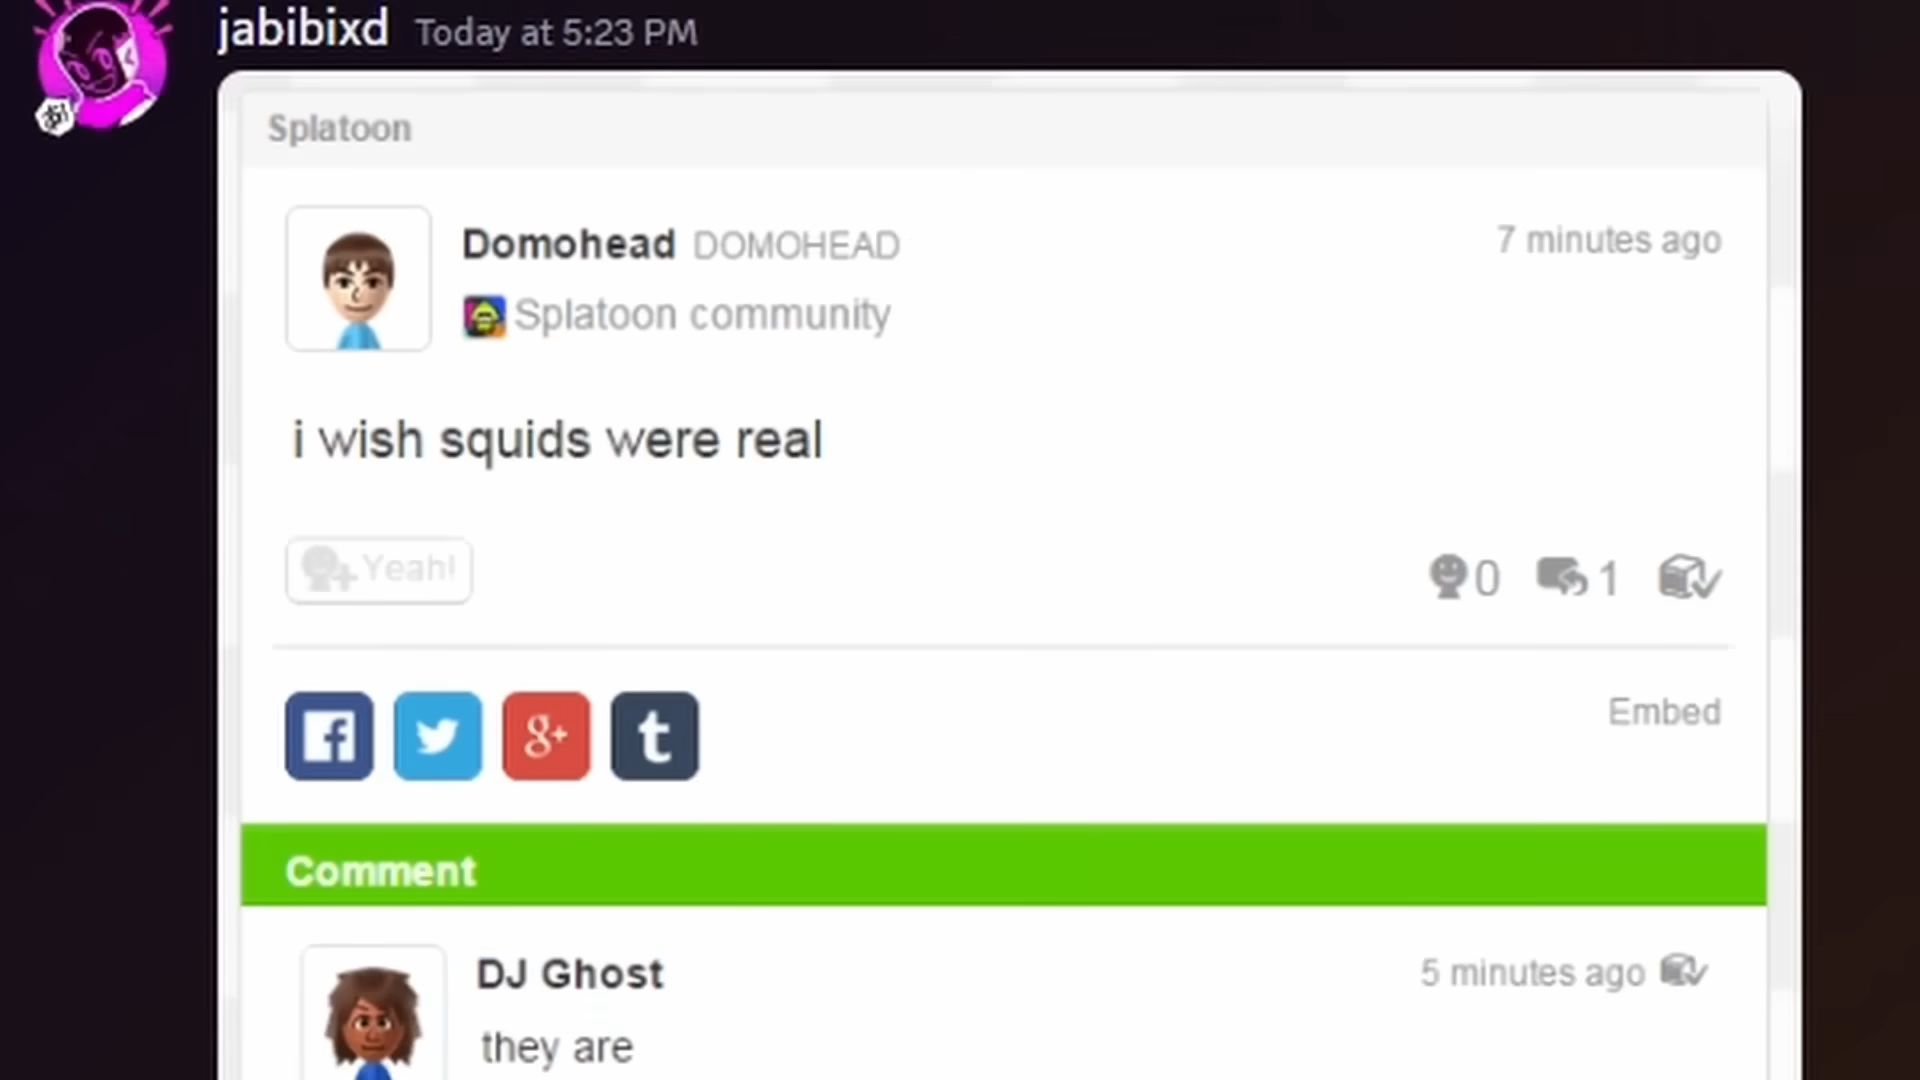 jabibixd Today at 5:23 PM
Splatoon
Domohead DOMOHEAD 7 minutes ago
Splatoon community
i wish squids were real
Yeah! 0 1
Embed
Comment
DJ Ghost 5 minutes ago
they are